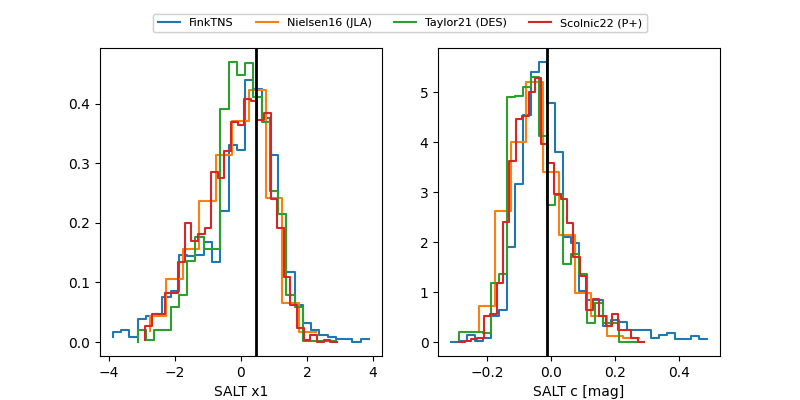 FinkTNS Nielsen16 (JLA) Taylor21 (DES) Scolnic22 (P+)
0.4
0.3
0.2
0.1
0.0
−4 −2 0 2 4
SALT x1
5
4
3
2
1
0
−0.2 0.0 0.2 0.4
SALT c [mag]